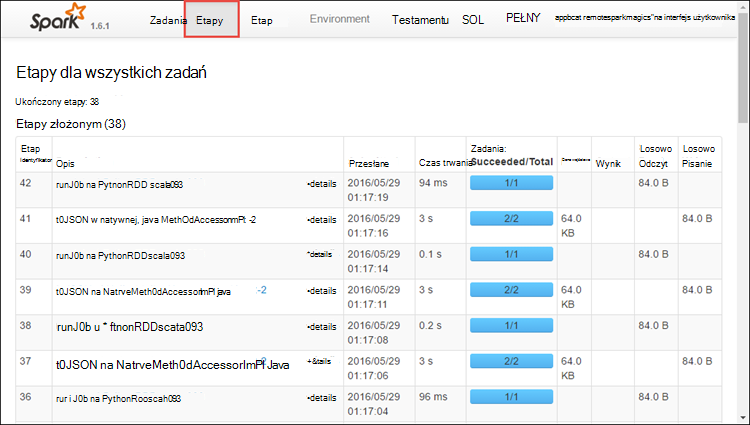 Spark 1.6.1 Zadania Etapy Etap Environment Testamentu SOL PEŁNY appbcat remotesparkmagics"na interfejs użytkownika
Etapy dla wszystkich zadań
Ukończony etapy: 38
Etapy złożonym (38)
Etap Identyfikator Opis Przesłane Czas trwania Zadania: Succeeded/Total Wynik Losowo Odczyt Losowo Pisanie
42 runJ0b na PytnonRDD scala093 •details 2016/05/29 01:17:19 94 ms 1/1 84.0 B
41 t0JSON w natywnej, java MethOdAccessornmPt -2 •details 2016/05/29 01:17:16 3 s 2/2 64.0 KB 84.0 B
40 runJ0b na PythonRDDscala093 *details 2016/05/29 01:17:14 0.1 s 1/1 84.0 B
39 t0JSON na NatrveMeth0dAccessorImPl java -2 •details 2016/05/29 01:17:11 3 s 2/2 64.0 KB 84.0 B
38 runJ0b u * ftnonRDDscata093 •details 2016/05/29 01:17:08 0.2 s 1/1 84.0 B
37 t0JSON na NatrveMeth0dAccessorImPl Java -2 +&tails 2016/05/29 01:17:06 3 s 2/2 64.0 KB 84.0 B
36 rur i J0b na PythonRooscah093 •details 2016/05/29 01:17:04 96 ms 1/1 84.0 B